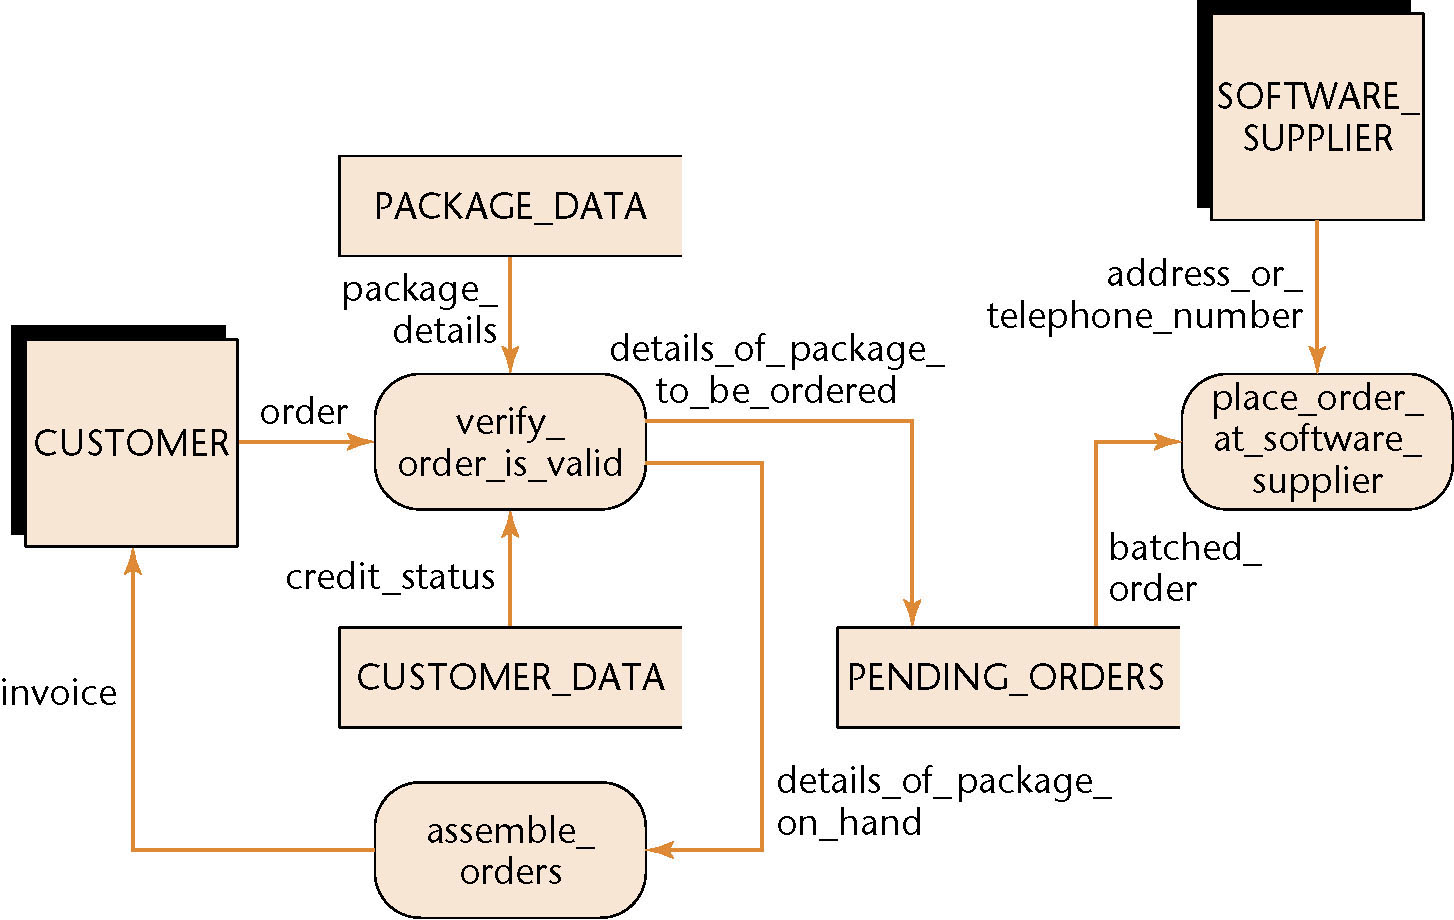 SOFTWARE_
SUPPLIER
PACKAGE_DATA
package_
details
address_or_
telephone_number
details_of_package_
to_be_ordered
CUSTOMER
order
verify_
order_is_valid
place_order_
at_software_
supplier
credit_status
batched_
order
CUSTOMER_DATA
PENDING_ORDERS
invoice
details_of_package_
on_hand
assemble_
orders